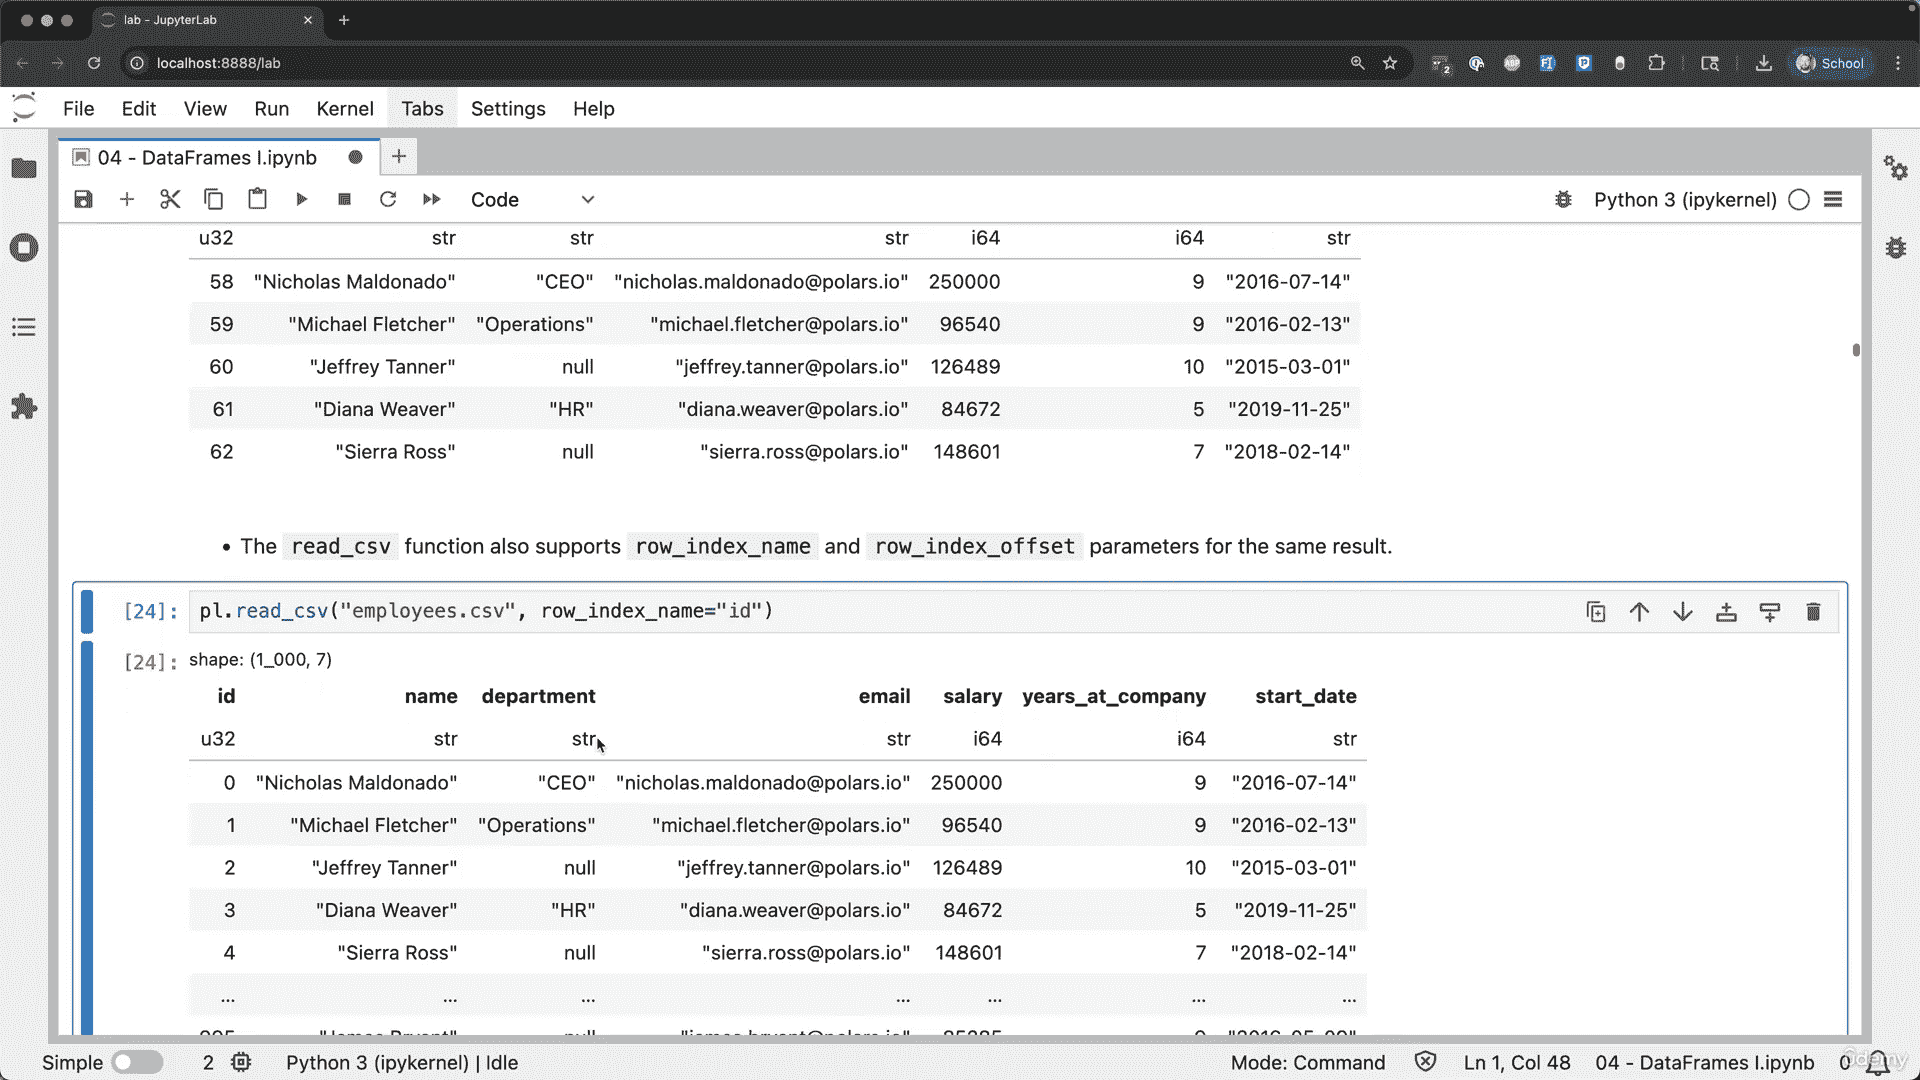 lab - JupyterLab
localhost:8888/lab
2
ABP
School
File Edit View Run Kernel Tabs Settings Help
04 - DataFrames I.ipynb
Code
Python 3 (ipykernel)
u32 str str str i64 i64 str
58 "Nicholas Maldonado" "CEO" "nicholas.maldonado@polars.io" 250000 9 "2016-07-14"
59 "Michael Fletcher" "Operations" "michael.fletcher@polars.io" 96540 9 "2016-02-13"
60 "Jeffrey Tanner" null "jeffrey.tanner@polars.io" 126489 10 "2015-03-01"
61 "Diana Weaver" "HR" "diana.weaver@polars.io" 84672 5 "2019-11-25"
62 "Sierra Ross" null "sierra.ross@polars.io" 148601 7 "2018-02-14"
• The read_csv function also supports row_index_name and row_index_offset parameters for the same result.
[24]: pl.read_csv("employees.csv", row_index_name="id")
[24]: shape: (1_000, 7)
id name department email salary years_at_company start_date
u32 str str str i64 i64 str
0 "Nicholas Maldonado" "CEO" "nicholas.maldonado@polars.io" 250000 9 "2016-07-14"
1 "Michael Fletcher" "Operations" "michael.fletcher@polars.io" 96540 9 "2016-02-13"
2 "Jeffrey Tanner" null "jeffrey.tanner@polars.io" 126489 10 "2015-03-01"
3 "Diana Weaver" "HR" "diana.weaver@polars.io" 84672 5 "2019-11-25"
4 "Sierra Ross" null "sierra.ross@polars.io" 148601 7 "2018-02-14"
… … … … … … …
Simple 2 Python 3 (ipykernel) | Idle Mode: Command Ln 1, Col 48 04 - DataFrames I.ipynb 0
udemy